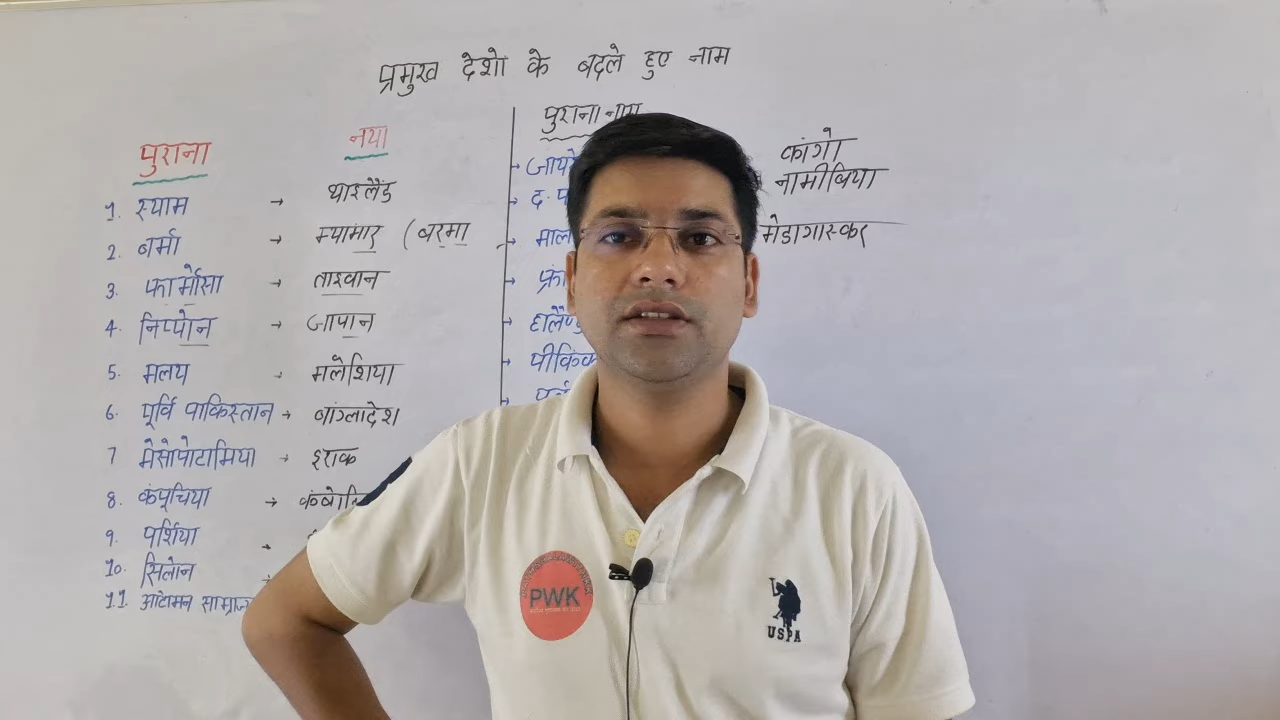 प्रमुख देशो के बदले हुए नाम
पुराना नया
1. स्याम → थाइलैंड
2. बर्मा → म्यांमार (बरमा
3. फार्मोसा → ताइवान
4. निप्पोन → जापान
5. मलय → मलेशिया
6. पूर्वि पाकिस्तान → बांग्लादेश
7 मेसोपोटामिया → इराक
8. कंपूचिया →
9. पर्शिया →
10. सिलोन →
11. आटोमन
पुराना नाम
→ कांगो
→ द. नामीबिया
→ मेडागास्कर
→
→ हालैण्ड
→
PWK
USPA